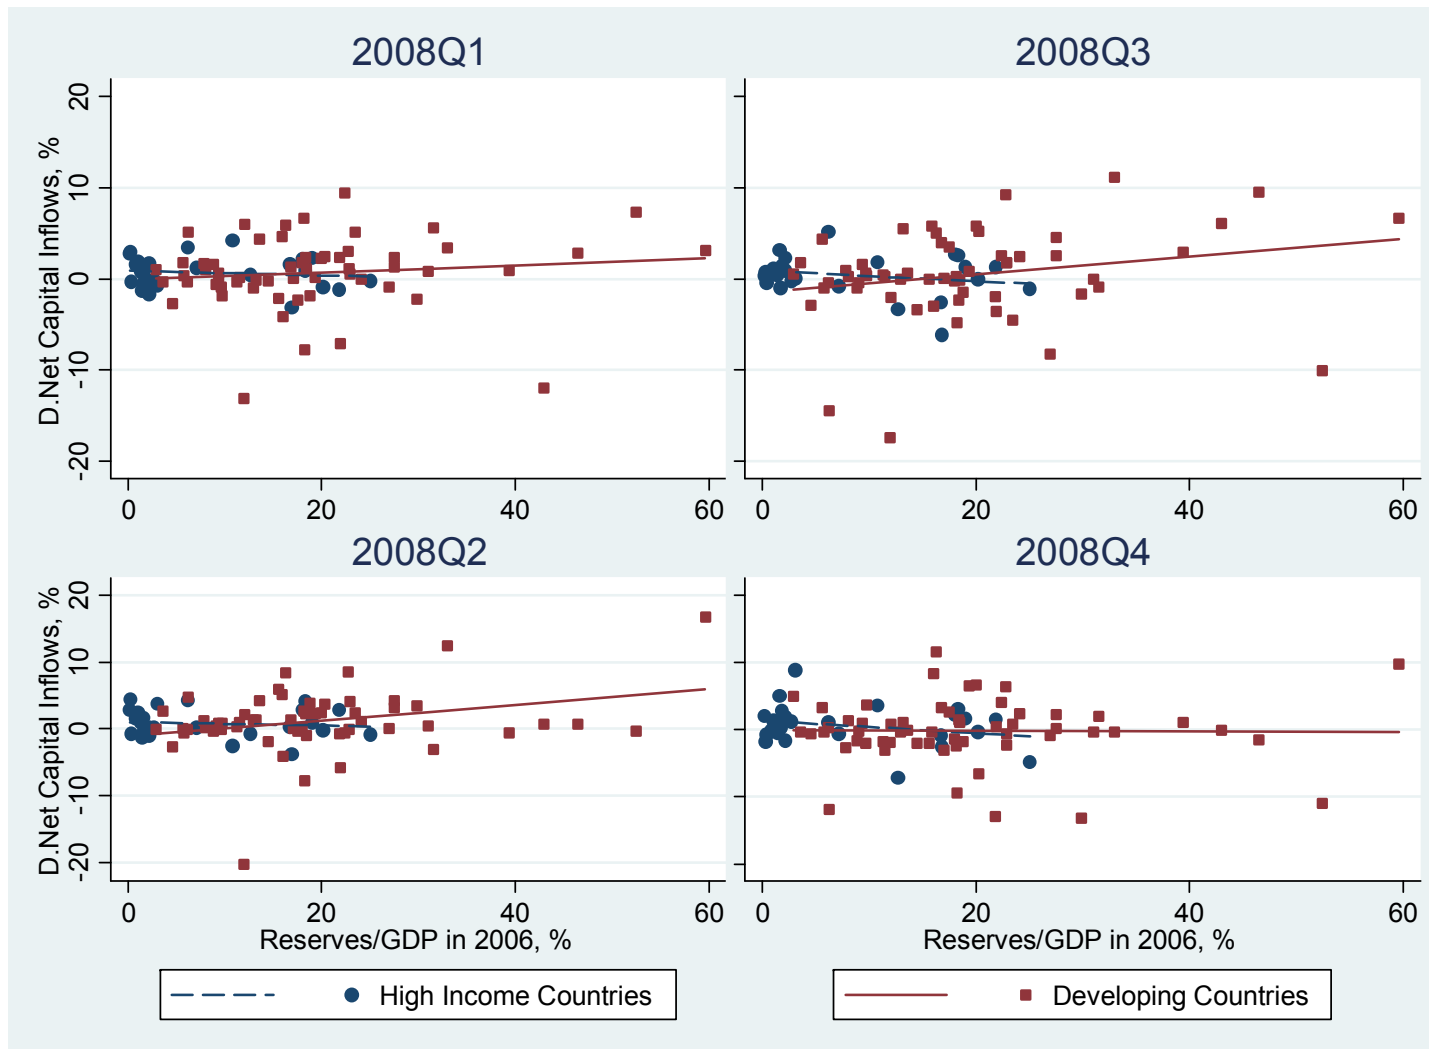 2008Q1
2008Q3
D.Net Capital Inflows, %
20
10
0
-10
-20
0 20 40 60
0 20 40 60
2008Q2
2008Q4
D.Net Capital Inflows, %
20
10
0
-10
-20
0 20 40 60
0 20 40 60
Reserves/GDP in 2006, %
Reserves/GDP in 2006, %
High Income Countries
Developing Countries